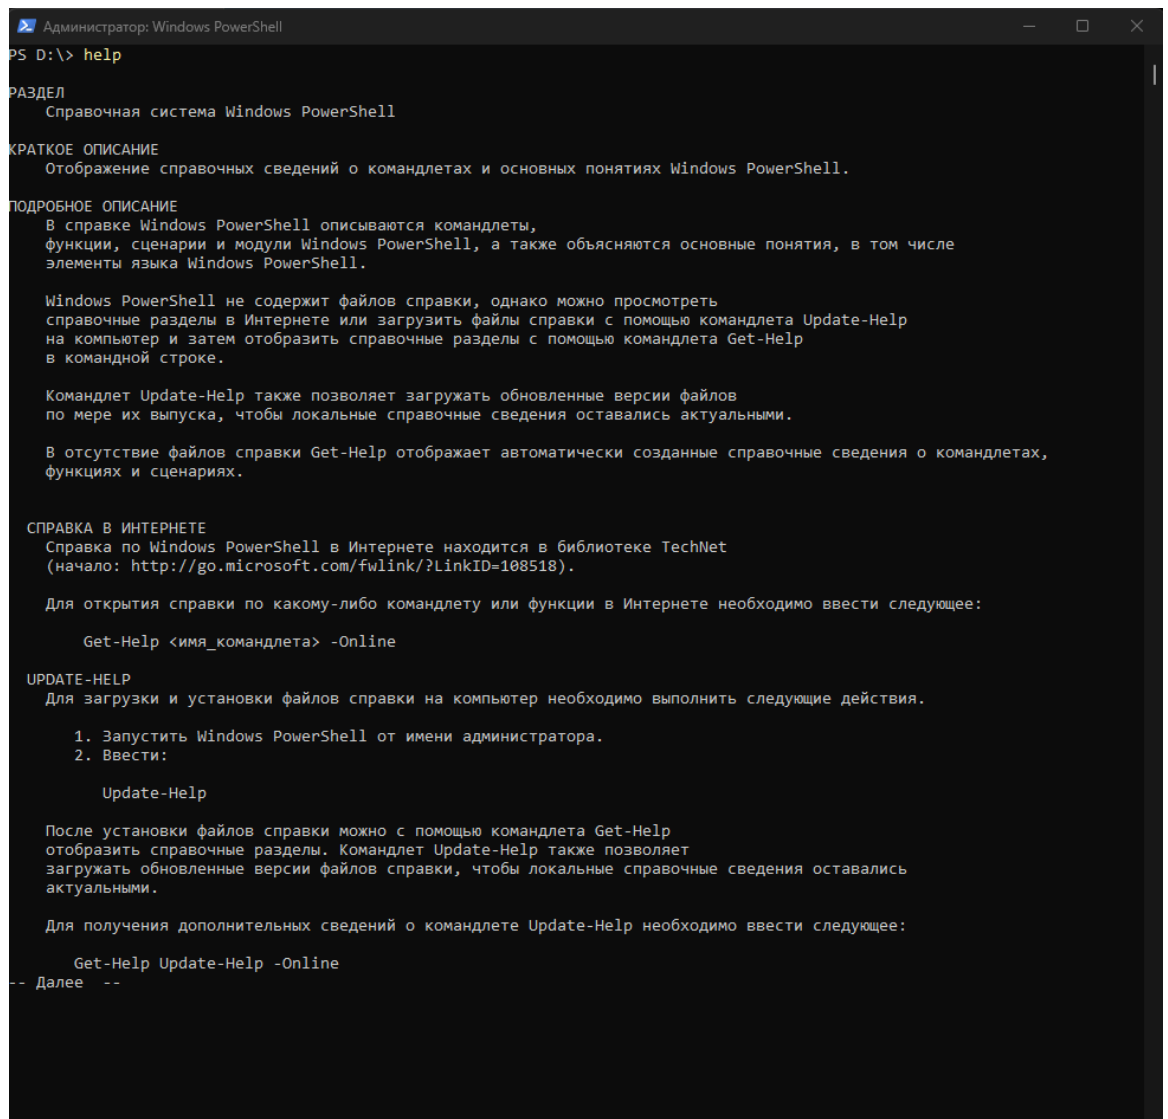 Администратор: Windows PowerShell
PS D:\> help
РАЗДЕЛ
Справочная система Windows PowerShell
КРАТКОЕ ОПИСАНИЕ
Отображение справочных сведений о командлетах и основных понятиях Windows PowerShell.
ПОДРОБНОЕ ОПИСАНИЕ
В справке Windows PowerShell описываются командлеты,
функции, сценарии и модули Windows PowerShell, а также объясняются основные понятия, в том числе
элементы языка Windows PowerShell.
Windows PowerShell не содержит файлов справки, однако можно просмотреть
справочные разделы в Интернете или загрузить файлы справки с помощью командлета Update-Help
на компьютер и затем отобразить справочные разделы с помощью командлета Get-Help
в командной строке.
Командлет Update-Help также позволяет загружать обновленные версии файлов
по мере их выпуска, чтобы локальные справочные сведения оставались актуальными.
В отсутствие файлов справки Get-Help отображает автоматически созданные справочные сведения о командлетах,
функциях и сценариях.
СПРАВКА В ИНТЕРНЕТЕ
Справка по Windows PowerShell в Интернете находится в библиотеке TechNet
(начало: http://go.microsoft.com/fwlink/?LinkID=108518).
Для открытия справки по какому-либо командлету или функции в Интернете необходимо ввести следующее:
Get-Help <имя_командлета> -Online
UPDATE-HELP
Для загрузки и установки файлов справки на компьютер необходимо выполнить следующие действия.
1. Запустить Windows PowerShell от имени администратора.
2. Ввести:
Update-Help
После установки файлов справки можно с помощью командлета Get-Help
отобразить справочные разделы. Командлет Update-Help также позволяет
загружать обновленные версии файлов справки, чтобы локальные справочные сведения оставались
актуальными.
Для получения дополнительных сведений о командлете Update-Help необходимо ввести следующее:
Get-Help Update-Help -Online
-- Далее  --